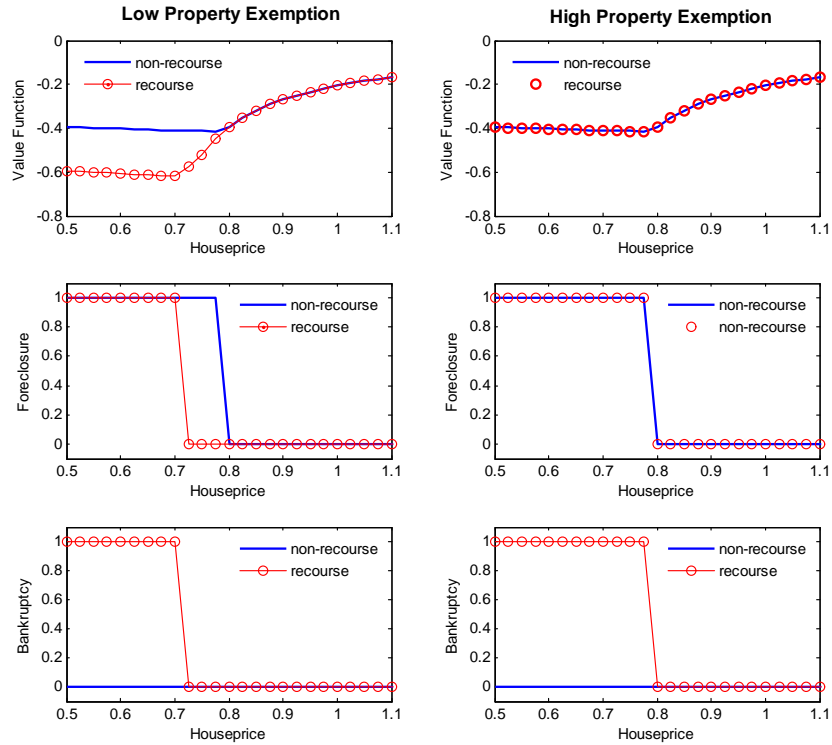 Low Property Exemption
High Property Exemption
0
-0.2
-0.4
-0.6
-0.8
Value Function
non-recourse
recourse
0.5 0.6 0.7 0.8 0.9 1 1.1
Houseprice
0
-0.2
-0.4
-0.6
-0.8
Value Function
non-recourse
recourse
0.5 0.6 0.7 0.8 0.9 1 1.1
Houseprice
1
0.8
0.6
0.4
0.2
0
Foreclosure
non-recourse
recourse
0.5 0.6 0.7 0.8 0.9 1 1.1
Houseprice
1
0.8
0.6
0.4
0.2
0
Foreclosure
non-recourse
non-recourse
0.5 0.6 0.7 0.8 0.9 1 1.1
Houseprice
1
0.8
0.6
0.4
0.2
0
Bankruptcy
non-recourse
recourse
0.5 0.6 0.7 0.8 0.9 1 1.1
Houseprice
1
0.8
0.6
0.4
0.2
0
Bankruptcy
non-recourse
recourse
0.5 0.6 0.7 0.8 0.9 1 1.1
Houseprice